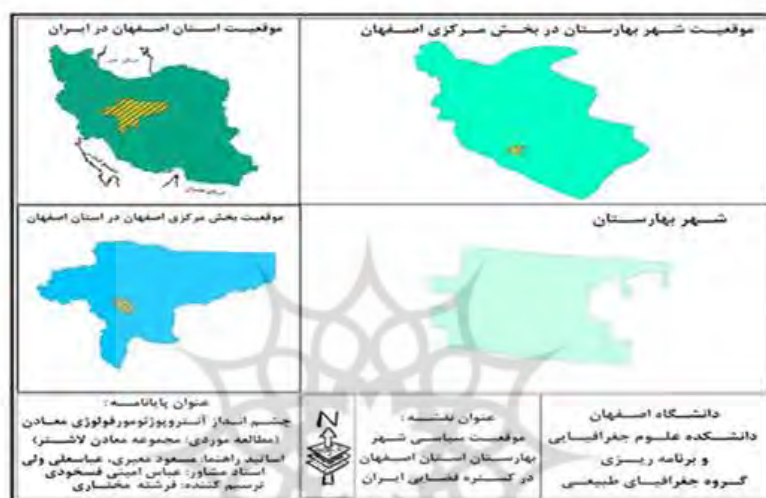 موقعیت شهر بهارستان در بخش مرکزی اصفهان
موقعیت استان اصفهان در ایران
شهر بهارستان
موقعیت بخش مرکزی اصفهان در استان اصفهان
دانشگاه اصفهان
دانشکده علوم جغرافیایی
و برنامه ریزی
گروه جغرافیای طبیعی
عنوان نقشه :
موقعیت سیاسی شهر
بهارستان استان اصفهان
در گستره فضایی ایران
N
عنوان پایانامه :
چشم انداز آنتروپوژئومورفولوژی معادن
(مطالعه موردی: مجموعه معادن لاشتر)
اساتید راهنما: مسعود معیری، عباسعلی ولی
استاد مشاور: عباس امینی فسخودی
ترسیم کننده: فرشته مختاری